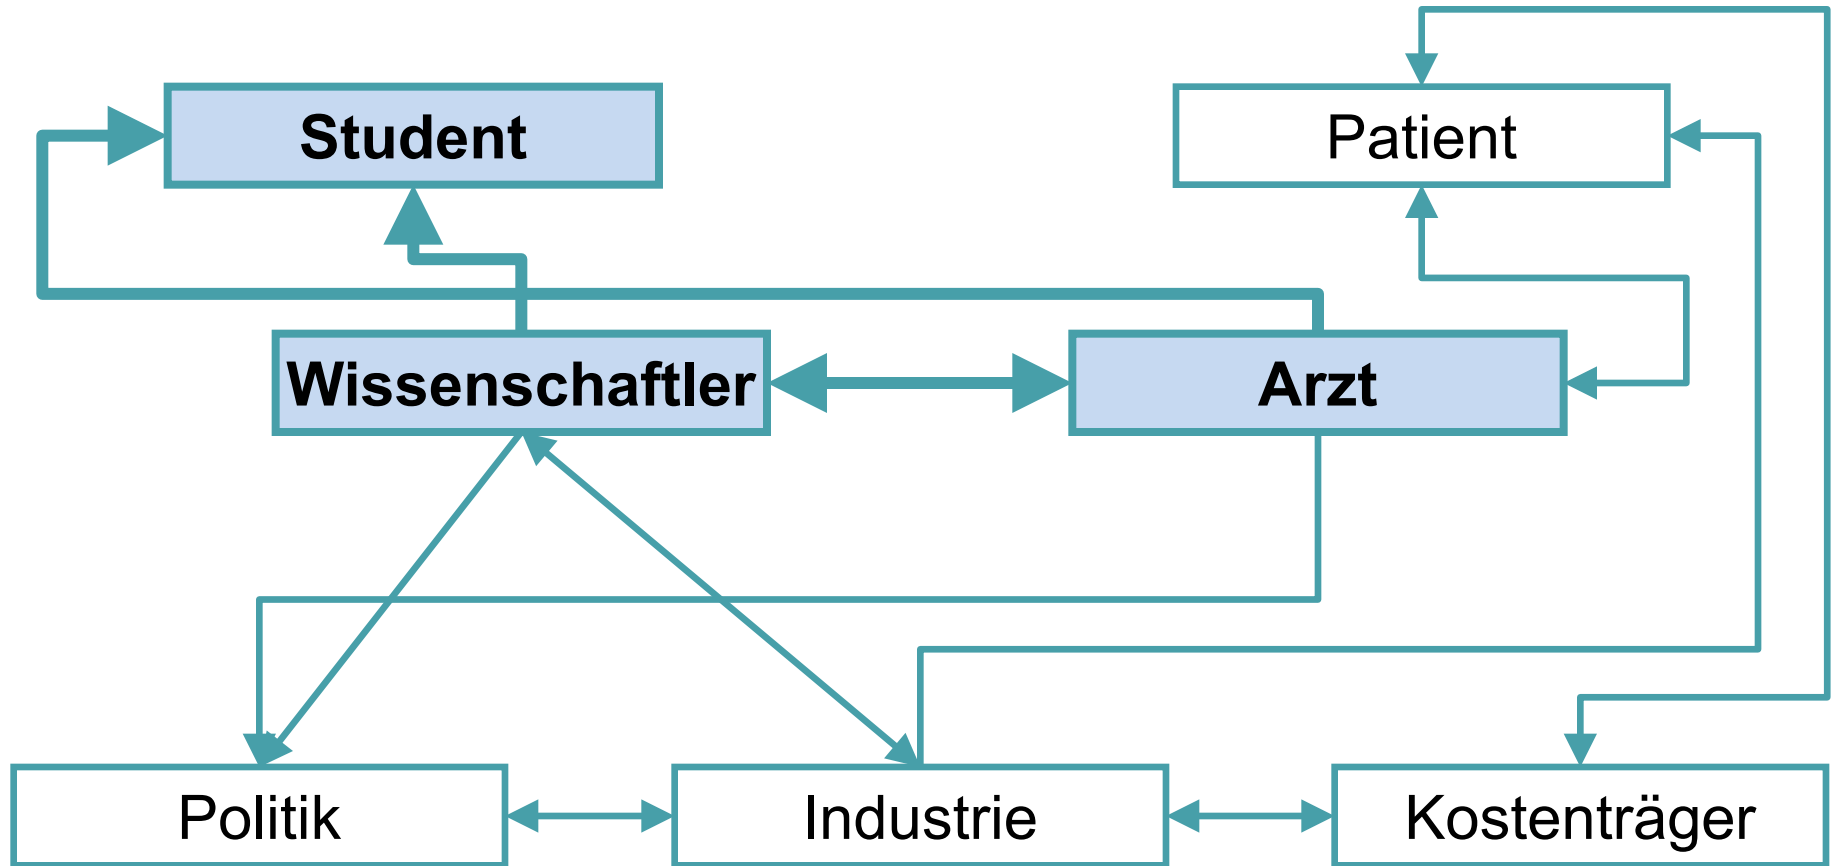 Student
Patient
Wissenschaftler
Arzt
Politik
Industrie
Kostenträger